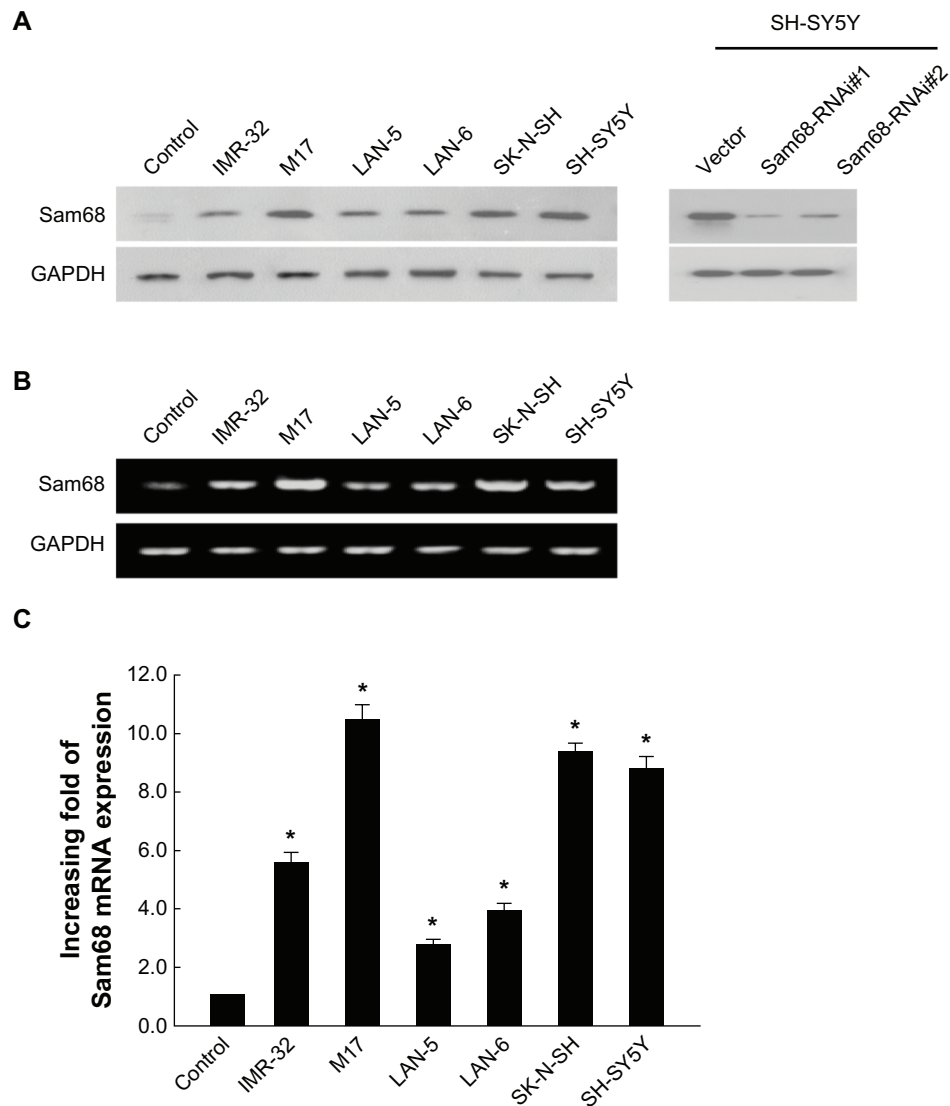 A
SH-SY5Y
Control IMR-32 M17 LAN-5 LAN-6 SK-N-SH SH-SY5Y
Vector Sam68-RNAi#1 Sam68-RNAi#2
Sam68
GAPDH
B
Control IMR-32 M17 LAN-5 LAN-6 SK-N-SH SH-SY5Y
Sam68
GAPDH
C
Increasing fold of
Sam68 mRNA expression
12.0
10.0
8.0
6.0
4.0
2.0
0.0
* * * * * *
Control IMR-32 M17 LAN-5 LAN-6 SK-N-SH SH-SY5Y